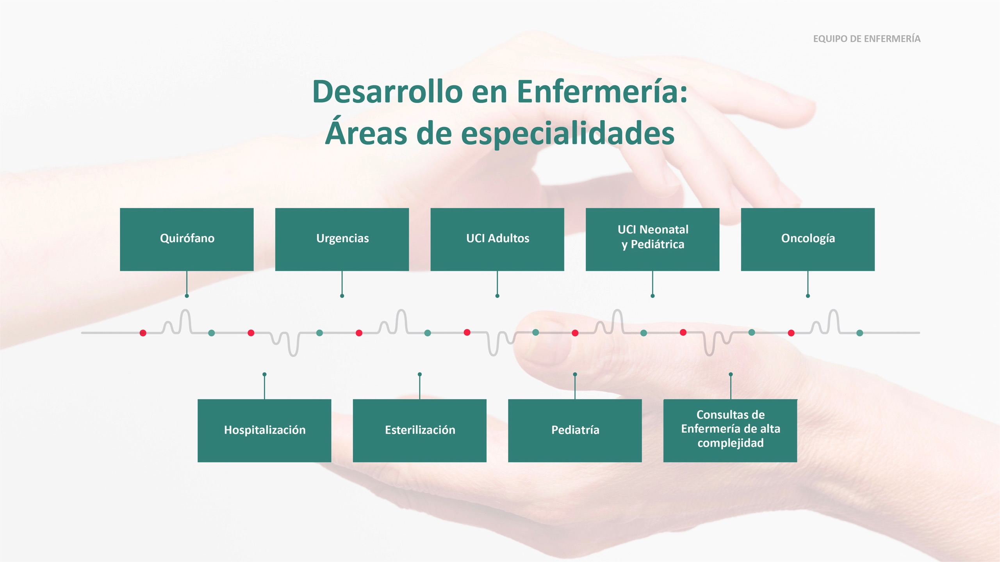 EQUIPO DE ENFERMERÍA
Desarrollo en Enfermería:
Áreas de especialidades
Quirófano
Urgencias
UCI Adultos
UCI Neonatal
y Pediátrica
Oncología
Hospitalización
Esterilización
Pediatría
Consultas de
Enfermería de alta
complejidad